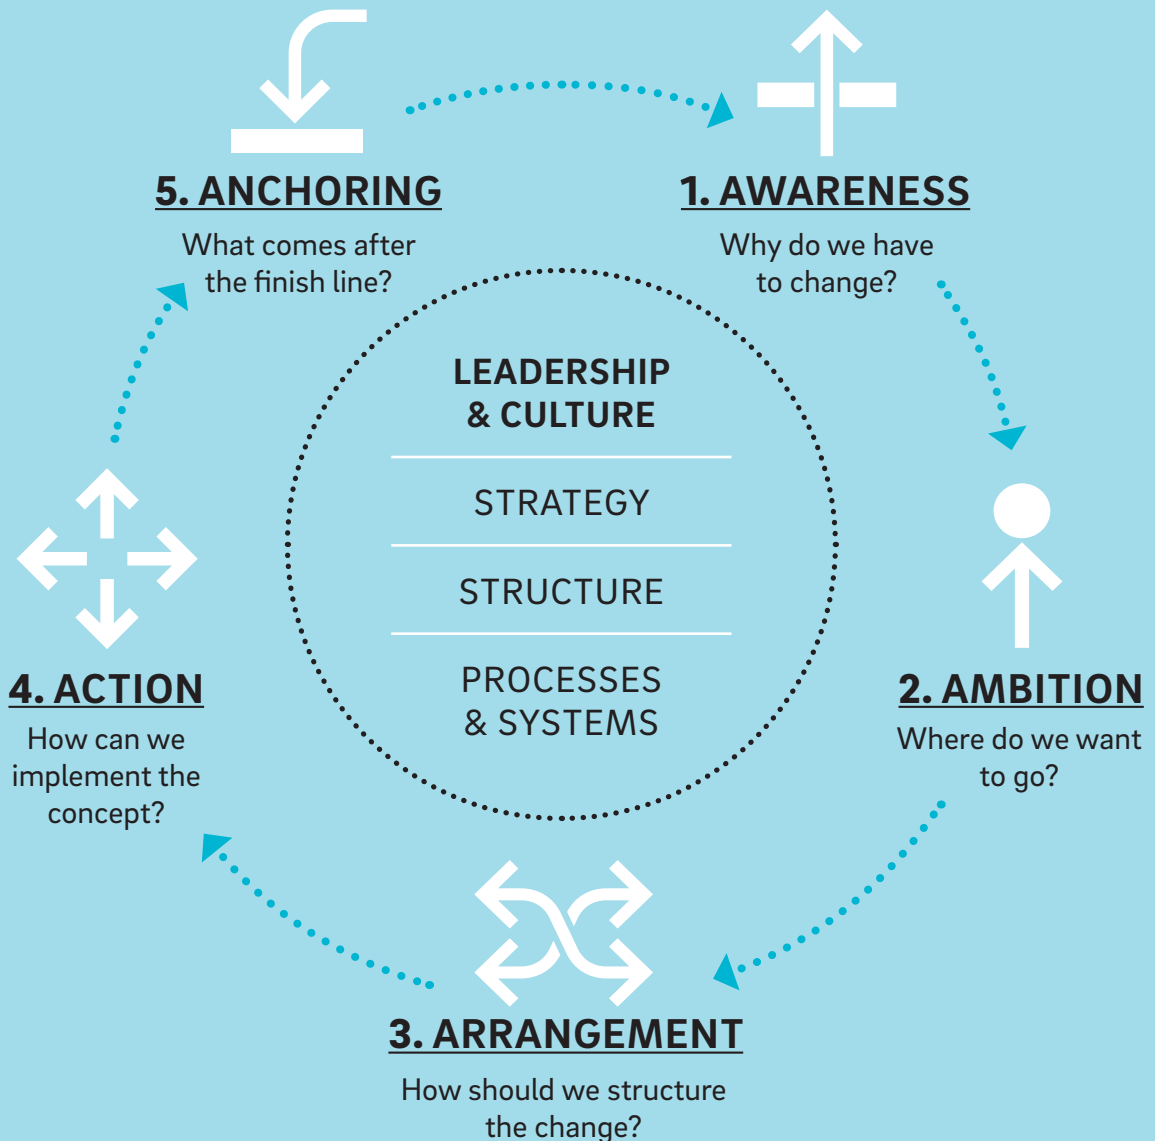 5. ANCHORING
What comes after
the finish line?
1. AWARENESS
Why do we have
to change?
LEADERSHIP
& CULTURE
STRATEGY
STRUCTURE
PROCESSES
& SYSTEMS
4. ACTION
How can we
implement the
concept?
2. AMBITION
Where do we want
to go?
3. ARRANGEMENT
How should we structure
the change?